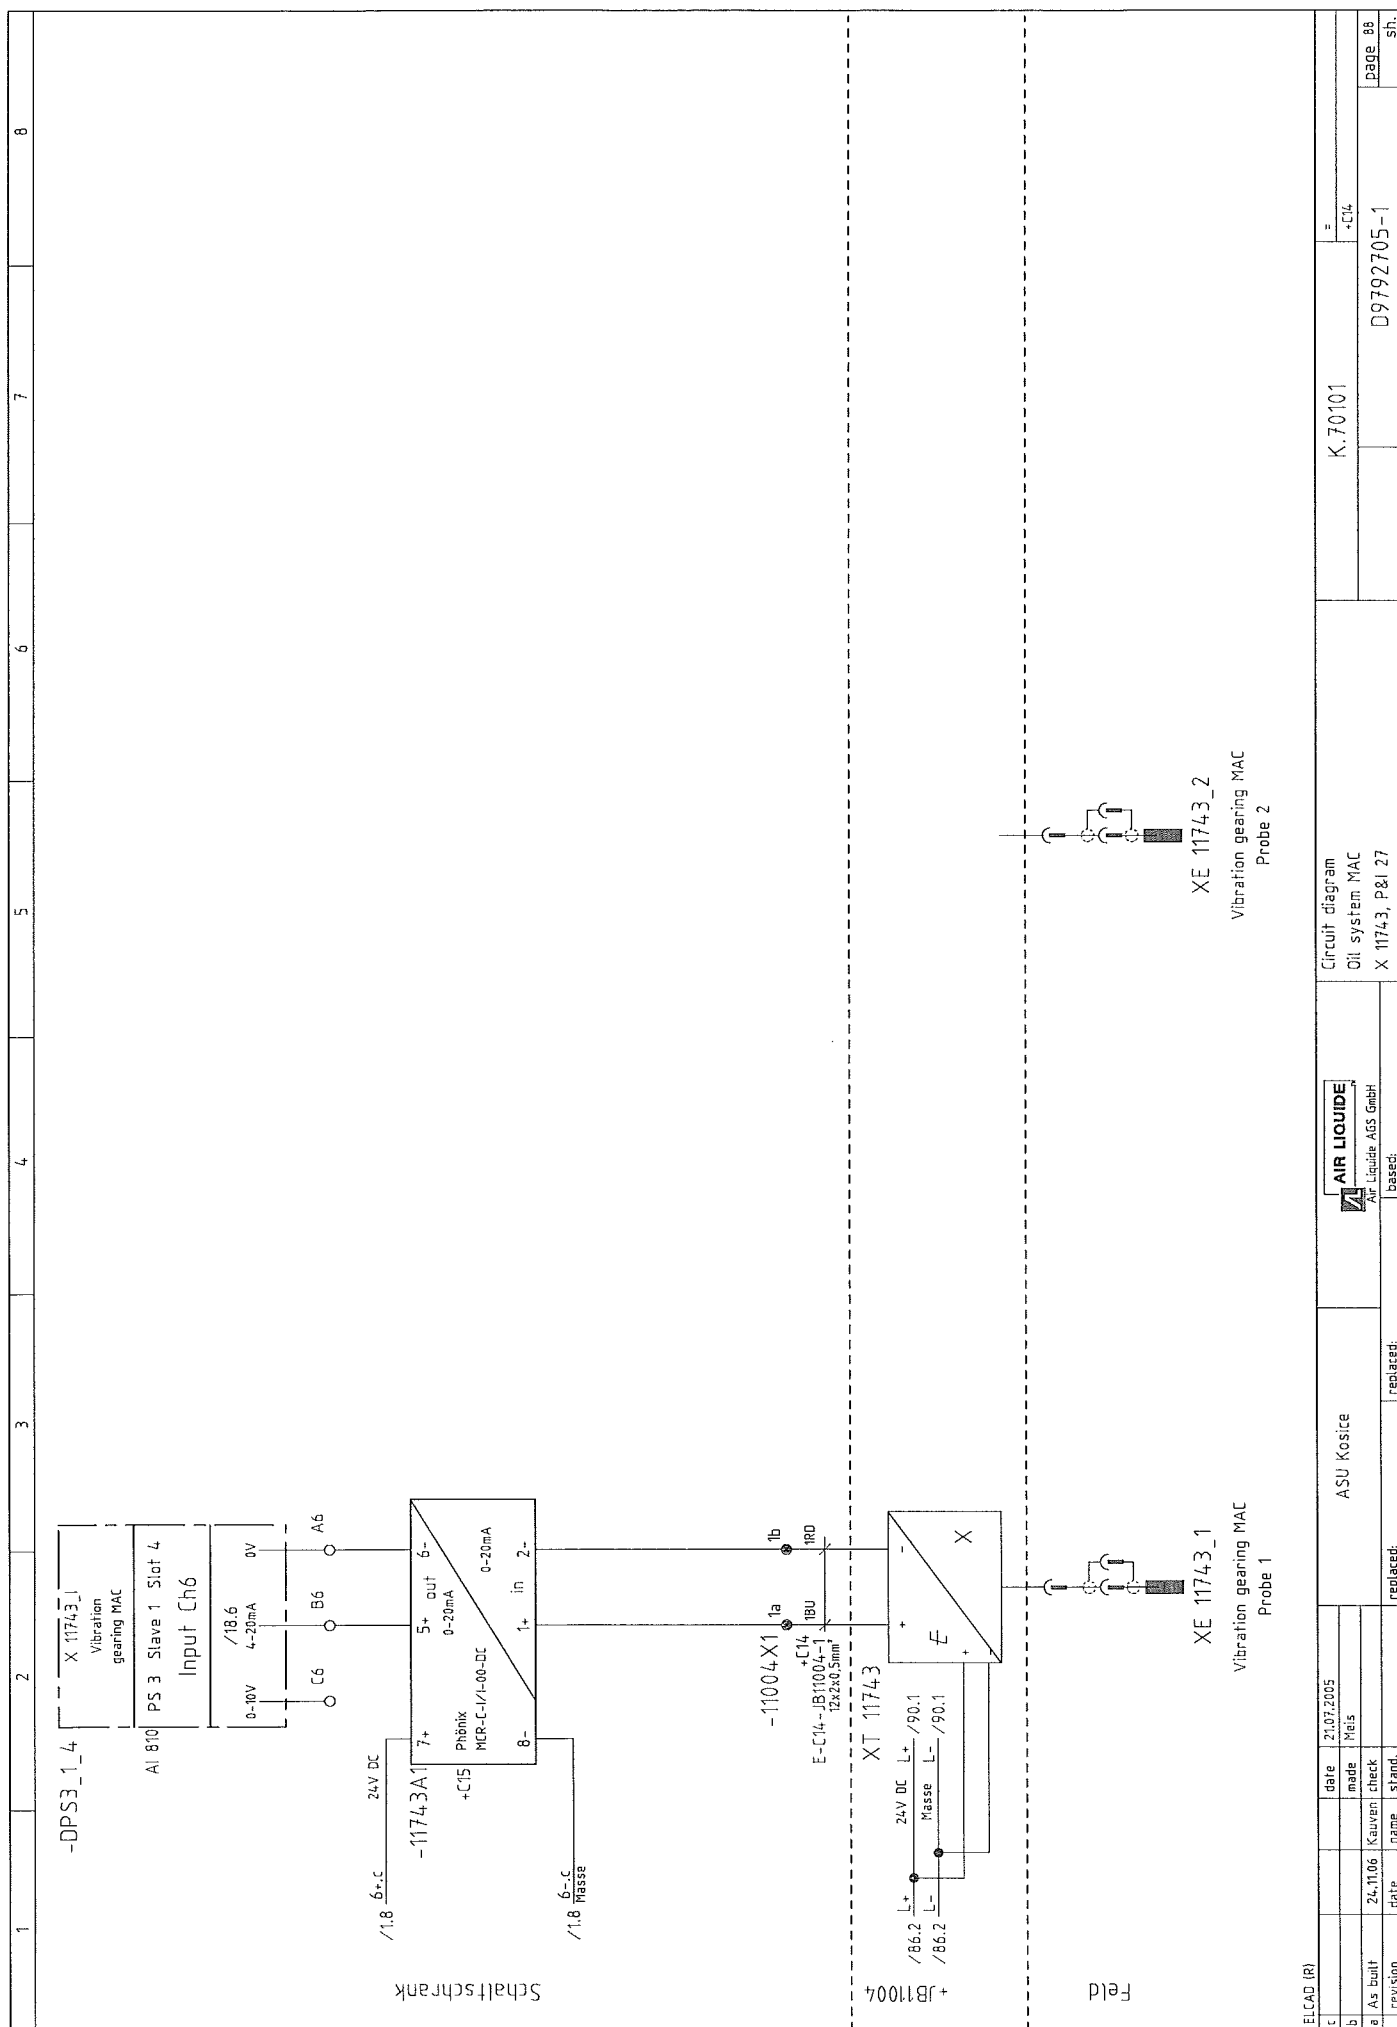 1
2
3
4
5
6
7
8
-DPS3_1_4
X 11743_I
Vibration
gearing MAC
AI 810
PS 3 Slave 1 Slot 4
Input Ch6
/18.6
0-10V
4-20mA
0V
C6
B6
A6
24V DC
/1.8
6+.C
-11743A1
+C15
7+
5+
out
6-
0-20mA
Phönix
MCR-C-I/I-00-DC
0-20mA
8-
1+
in
2-
/1.8
6-.C
Masse
Schaltschrank
-11004X1
1a
1b
+C14
E-C14-JB11004-1
12x2x0,5mm²
1BU
1RD
XT 11743
+
-
E
X
+
-
/86.2
L+
24V DC
L+
/90.1
/86.2
L-
Masse
L-
/90.1
+JB11004
Feld
XE 11743_1
Vibration gearing MAC
Probe 1
XE 11743_2
Vibration gearing MAC
Probe 2
ELCAD (R)
c
b
a
As built
24.11.06
Kauven
revision
date
name
date
21.07.2005
made
Meis
check
stand.
ASU Kosice
replaced:
replaced:
AIR LIQUIDE
Air Liquide AGS GmbH
based:
Circuit diagram
Oil system MAC
X 11743, P&I 27
K.70101
=
+C14
D9792705-1
page 88
sh.